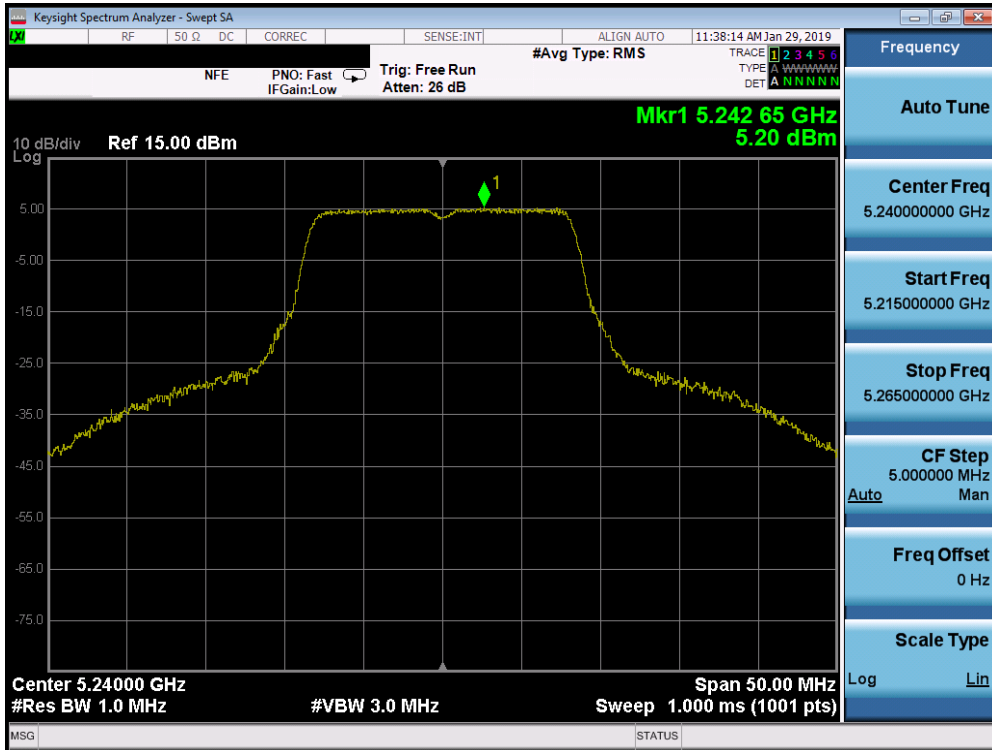 Keysight Spectrum Analyzer - Swept SA
LXI RF 50 Ω DC CORREC SENSE:INT ALIGN AUTO 11:38:14 AM Jan 29, 2019
NFE PNO: Fast Trig: Free Run #Avg Type: RMS TRACE 1 2 3 4 5 6
IFGain:Low Atten: 26 dB TYPE A WWWWW
DET A N N N N N
Mkr1 5.242 65 GHz
5.20 dBm
10 dB/div Ref 15.00 dBm
Log
1
5.00
-5.00
-15.0
-25.0
-35.0
-45.0
-55.0
-65.0
-75.0
Center 5.24000 GHz Span 50.00 MHz
#Res BW 1.0 MHz #VBW 3.0 MHz Sweep 1.000 ms (1001 pts)
MSG STATUS
Frequency
Auto Tune
Center Freq
5.240000000 GHz
Start Freq
5.215000000 GHz
Stop Freq
5.265000000 GHz
CF Step
5.000000 MHz
Auto Man
Freq Offset
0 Hz
Scale Type
Log Lin